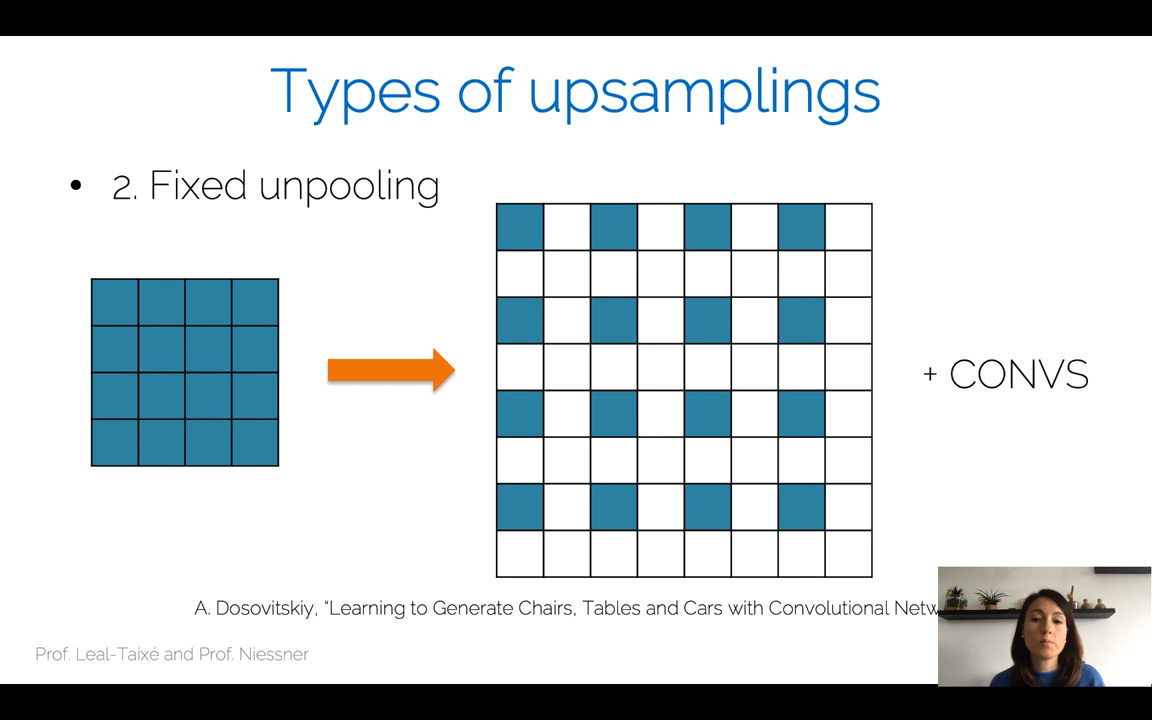 Types of upsamplings
• 2. Fixed unpooling
+ CONVS
A. Dosovitskiy, “Learning to Generate Chairs, Tables and Cars with Convolutional
Prof. Leal-Taixé and Prof. Niessner